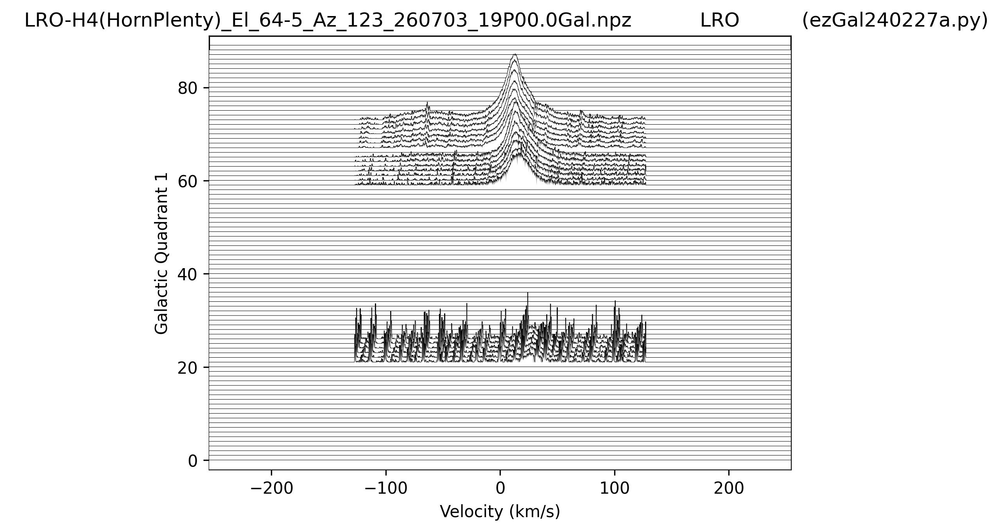 LRO-H4(HornPlenty)_El_64-5_Az_123_260703_19P00.0Gal.npz LRO (ezGal240227a.py)
Galactic Quadrant 1
80
60
40
20
0
−200 −100 0 100 200
Velocity (km/s)